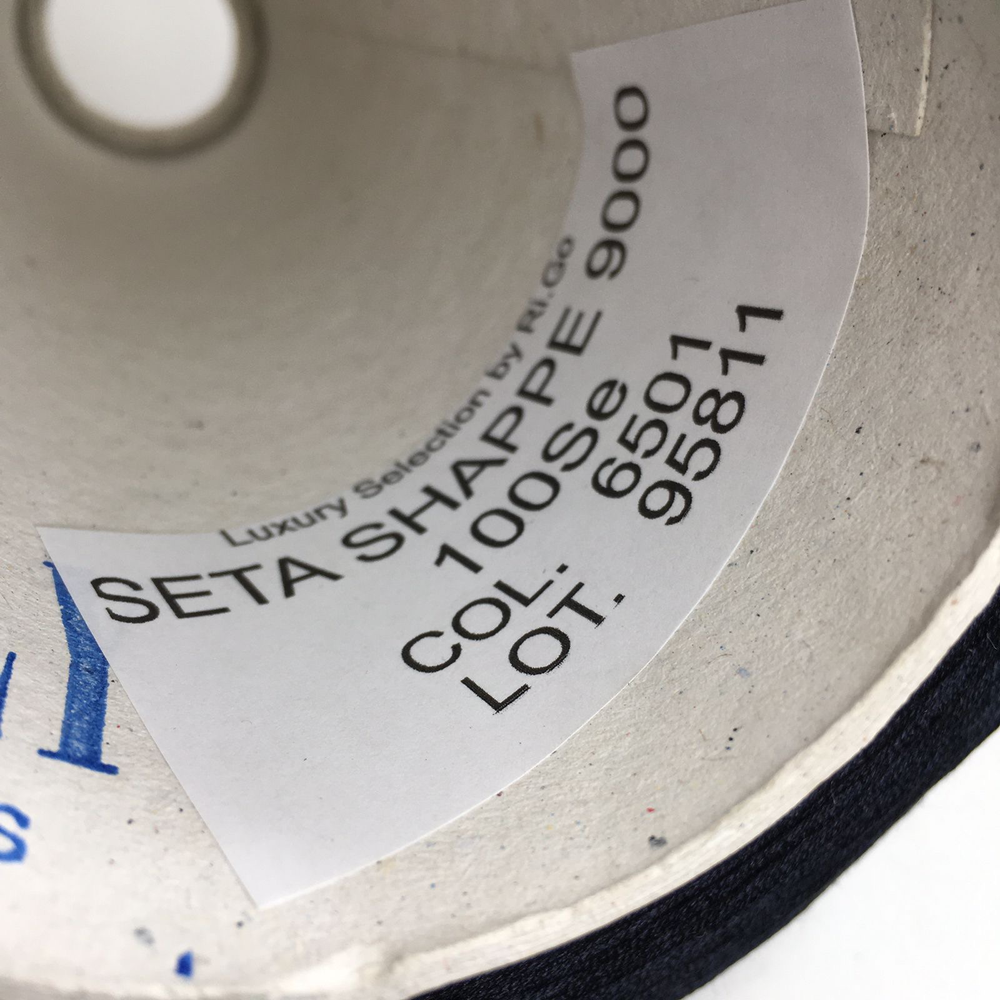 Luxury Selection by Ri.Go
SETA SHAPPE 9000
100Se
COL. 6501
LOT. 95811